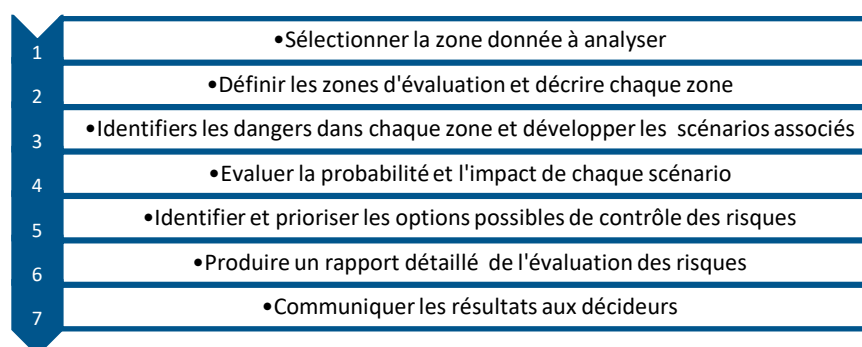 1 •Sélectionner la zone donnée à analyser
2 •Définir les zones d'évaluation et décrire chaque zone
3 •Identifiers les dangers dans chaque zone et développer les scénarios associés
4 •Evaluer la probabilité et l'impact de chaque scénario
5 •Identifier et prioriser les options possibles de contrôle des risques
6 •Produire un rapport détaillé de l'évaluation des risques
7 •Communiquer les résultats aux décideurs